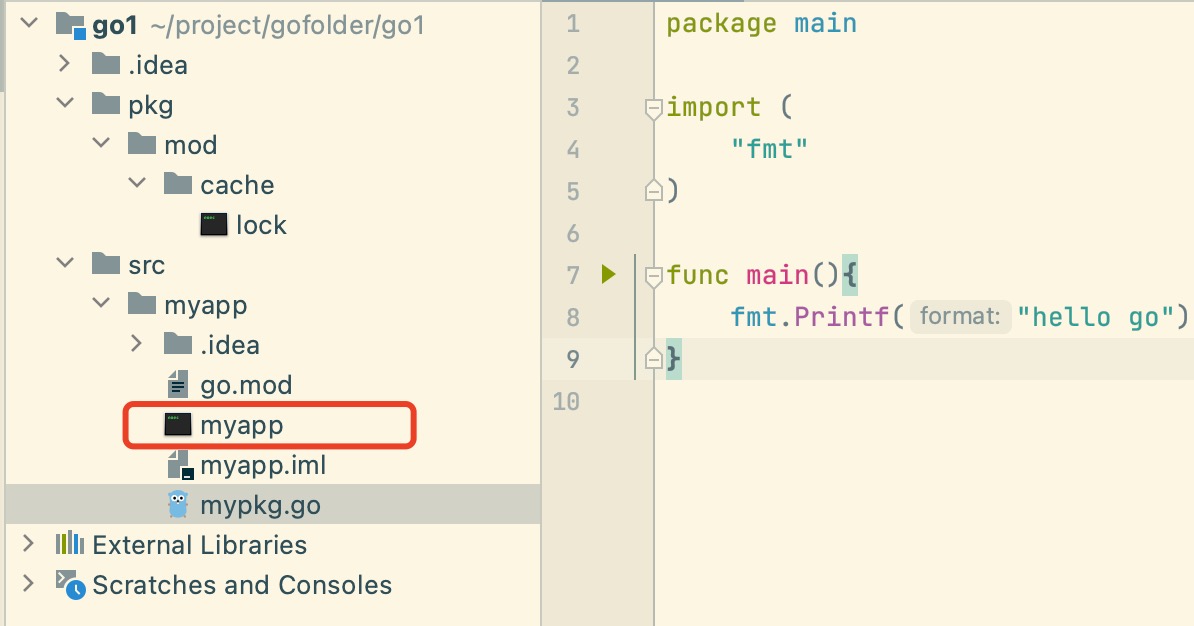 go1 ~/project/gofolder/go1
.idea
pkg
mod
cache
lock
src
myapp
.idea
go.mod
myapp
myapp.iml
mypkg.go
External Libraries
Scratches and Consoles
1 package main
2
3 import (
4 "fmt"
5 )
6
7 func main(){
8 fmt.Printf( format: "hello go")
9 }
10